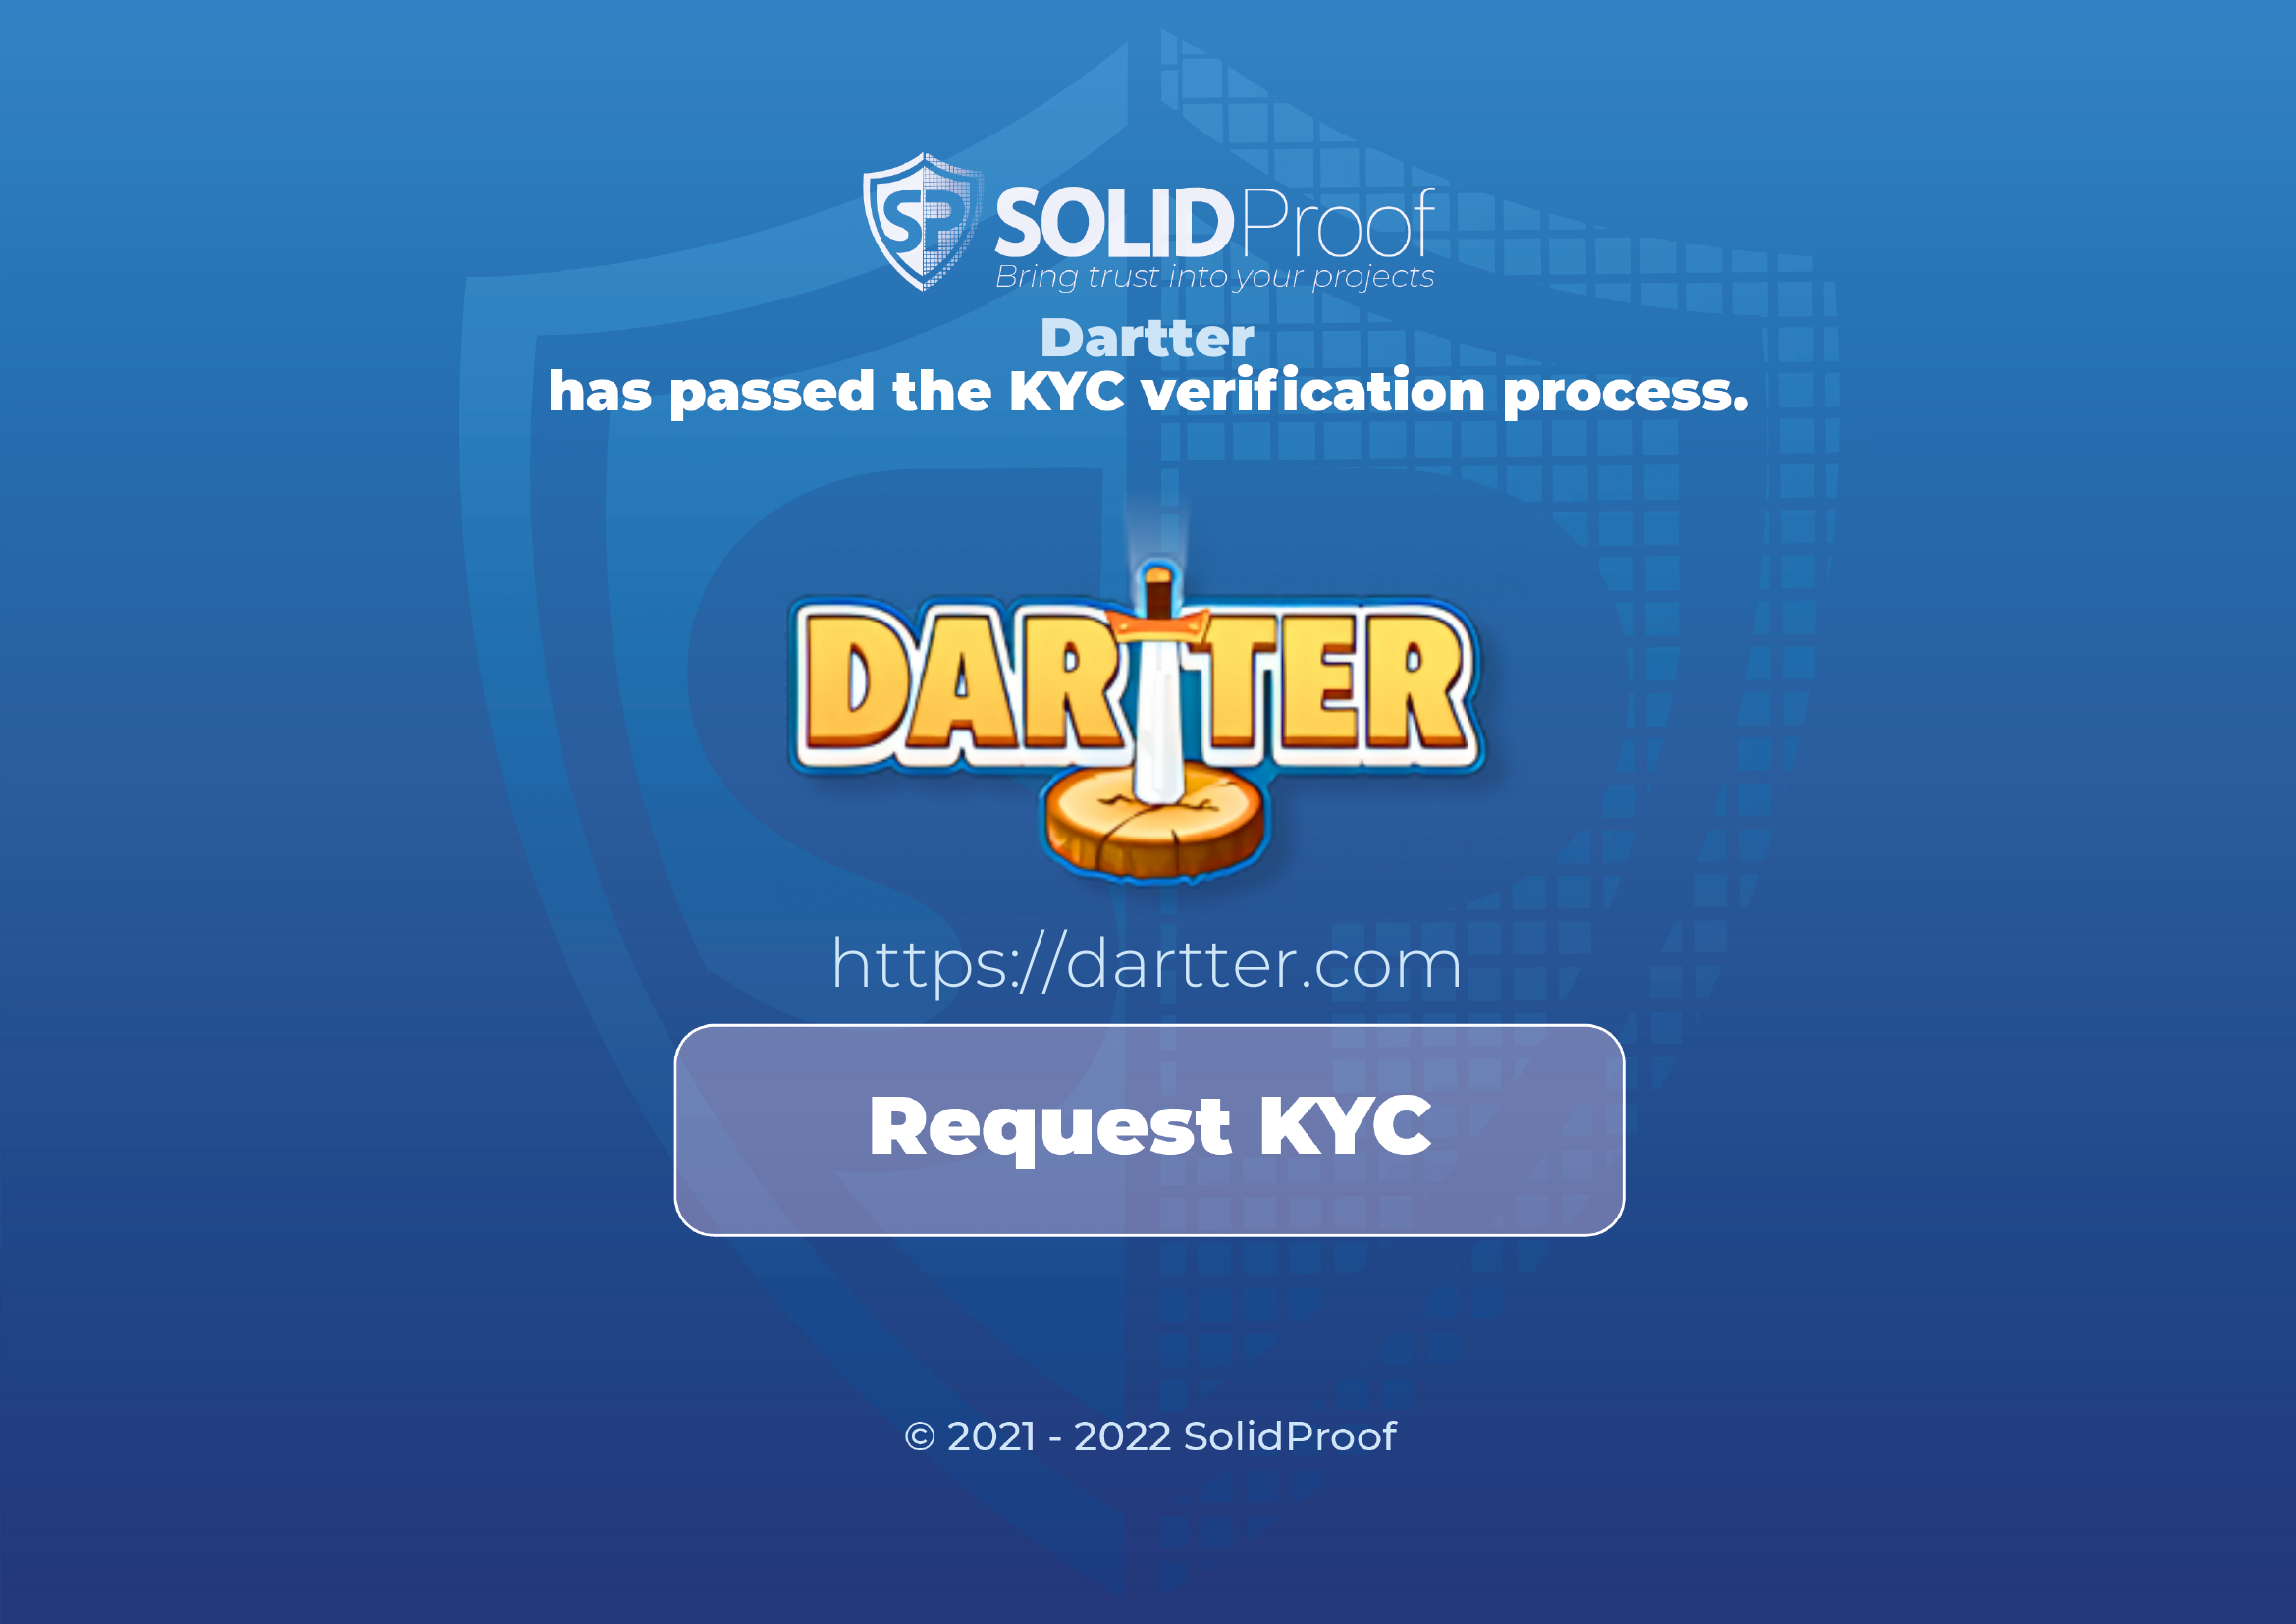 SP SOLIDProof
Bring trust into your projects
Dartter
has passed the KYC verification process.
DARTTER
https://dartter.com
Request KYC
© 2021 - 2022 SolidProof